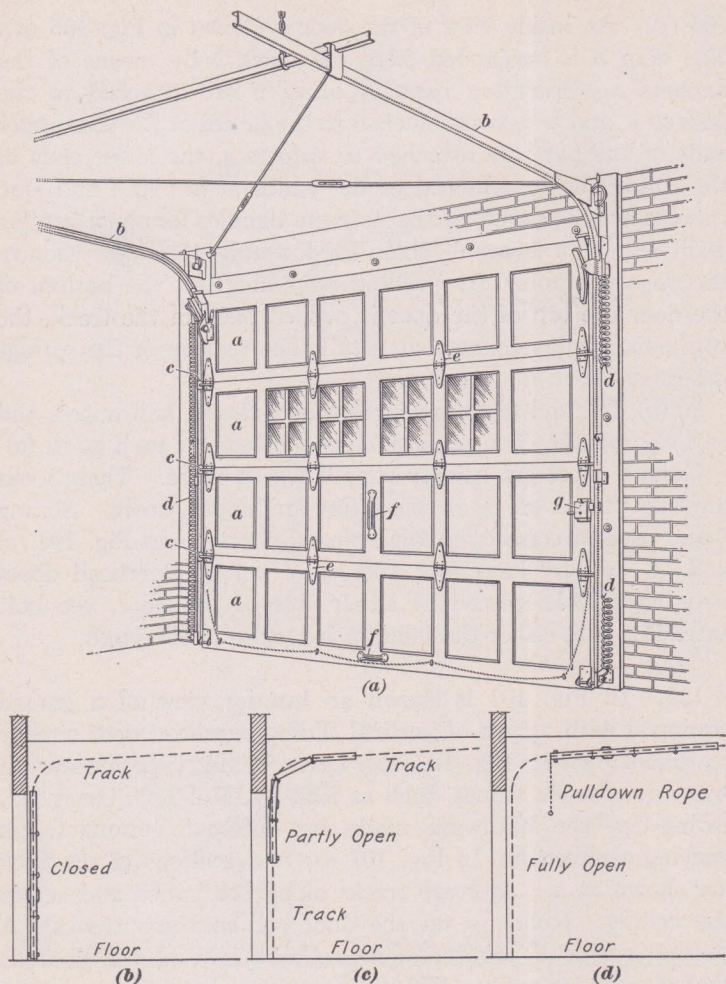 b
b
a
e
c
d
a
c
d
a
f
g
c
e
d
a
f
(a)
Track
Closed
Floor
(b)
Track
Partly Open
Track
Floor
(c)
Pulldown Rope
Fully Open
Floor
(d)